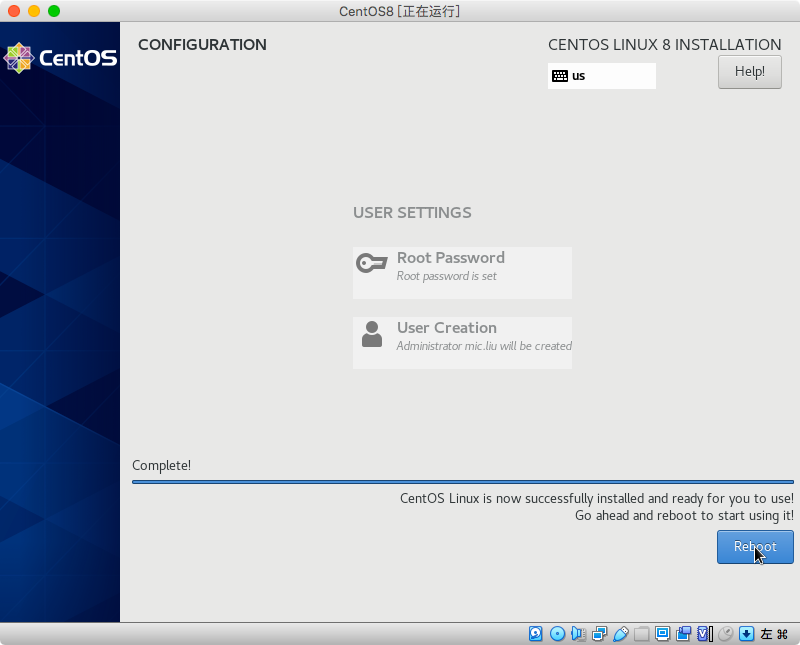 CentOS8 [正在运行]
CentOS
CONFIGURATION
CENTOS LINUX 8 INSTALLATION
us
Help!
USER SETTINGS
Root Password
Root password is set
User Creation
Administrator mic.liu will be created
Complete!
CentOS Linux is now successfully installed and ready for you to use!
Go ahead and reboot to start using it!
Reboot
左 ⌘